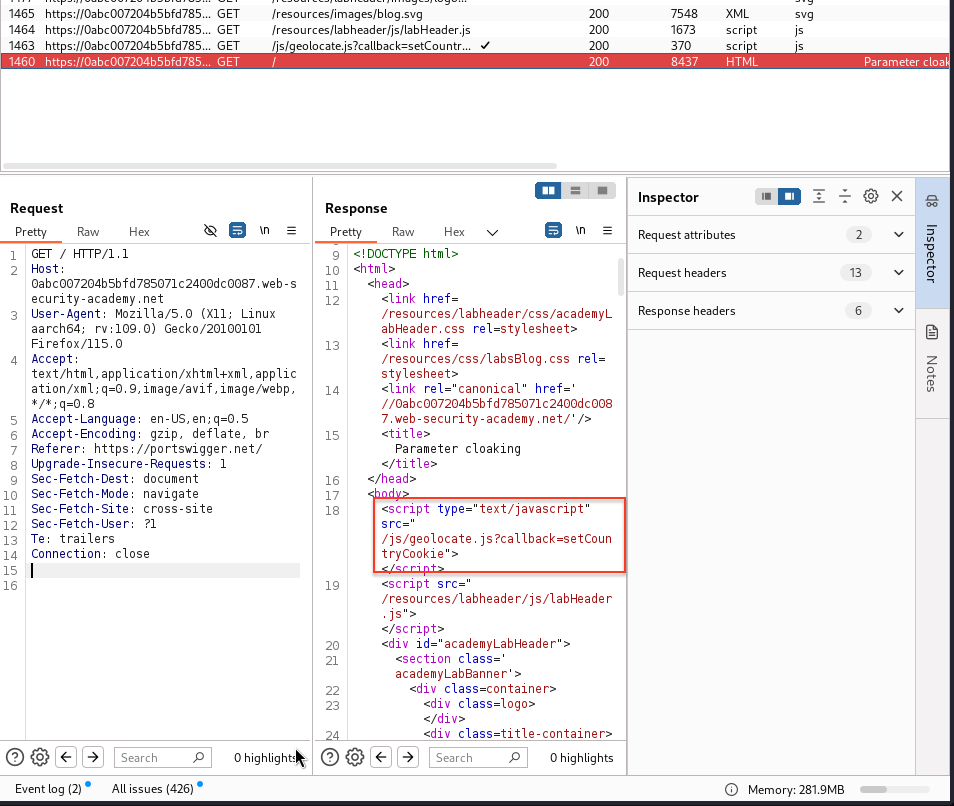 1465 https://0abc007204b5bfd785... GET /resources/images/blog.svg 200 7548 XML svg
1464 https://0abc007204b5bfd785... GET /resources/labheader/js/labHeader.js 200 1673 script js
1463 https://0abc007204b5bfd785... GET /js/geolocate.js?callback=setCountr... ✓ 200 370 script js
1460 https://0abc007204b5bfd785... GET / 200 8437 HTML Parameter cloak
Request
Pretty Raw Hex \n
1 GET / HTTP/1.1
2 Host:
0abc007204b5bfd785071c2400dc0087.web-s
ecurity-academy.net
3 User-Agent: Mozilla/5.0 (X11; Linux
aarch64; rv:109.0) Gecko/20100101
Firefox/115.0
4 Accept:
text/html,application/xhtml+xml,applic
ation/xml;q=0.9,image/avif,image/webp,
*/*;q=0.8
5 Accept-Language: en-US,en;q=0.5
6 Accept-Encoding: gzip, deflate, br
7 Referer: https://portswigger.net/
8 Upgrade-Insecure-Requests: 1
9 Sec-Fetch-Dest: document
10 Sec-Fetch-Mode: navigate
11 Sec-Fetch-Site: cross-site
12 Sec-Fetch-User: ?1
13 Te: trailers
14 Connection: close
15
16
Search 0 highlights
Response
Pretty Raw Hex \n
9 <!DOCTYPE html>
10 <html>
11 <head>
12 <link href=
/resources/labheader/css/academyL
abHeader.css rel=stylesheet>
13 <link href=
/resources/css/labsBlog.css rel=
stylesheet>
14 <link rel="canonical" href='
//0abc007204b5bfd785071c2400dc008
7.web-security-academy.net/'/>
15 <title>
Parameter cloaking
</title>
16 </head>
17 <body>
18 <script type="text/javascript"
src="
/js/geolocate.js?callback=setCoun
tryCookie">
</script>
19 <script src="
/resources/labheader/js/labHeader
.js">
</script>
20 <div id="academyLabHeader">
21 <section class='
academyLabBanner'>
22 <div class=container>
23 <div class=logo>
</div>
24 <div class=title-container>
Search 0 highlights
Inspector
Request attributes 2
Request headers 13
Response headers 6
Inspector
Notes
Event log (2) All issues (426) Memory: 281.9MB